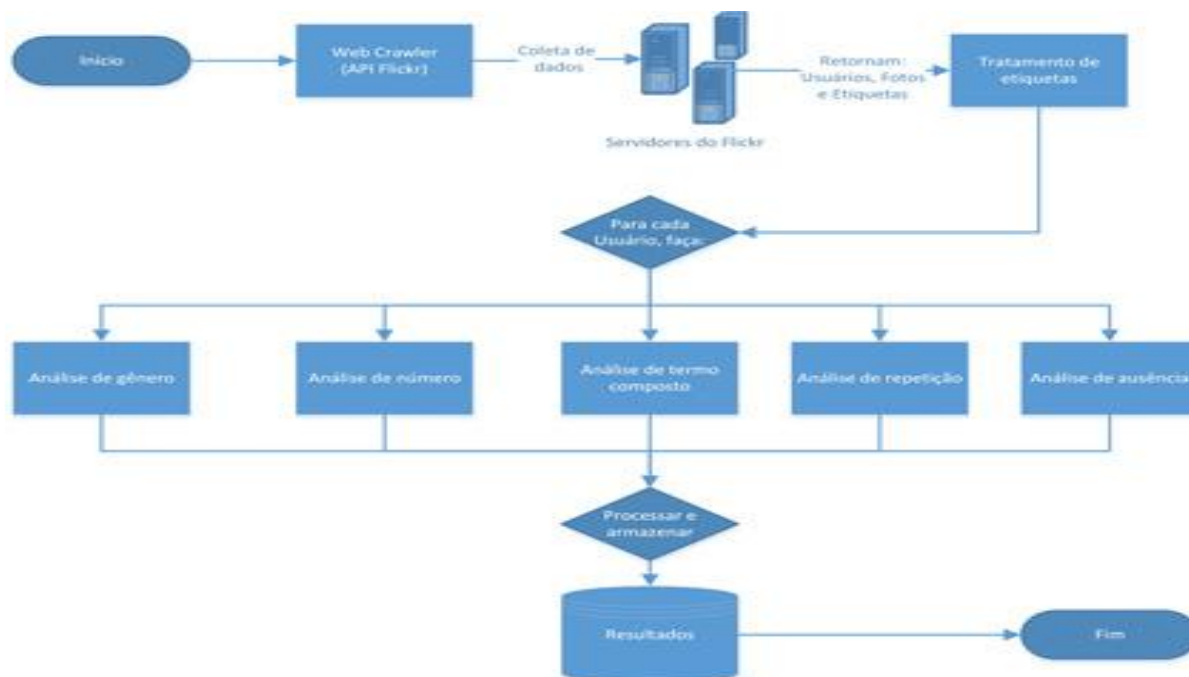 Início
Web Crawler
(API Flickr)
Coleta de
dados
Retornam:
Usuários, Fotos
e Etiquetas
Tratamento de
etiquetas
Servidores do Flickr
Para cada
Usuário, faça:
Análise de gênero
Análise de número
Análise de termo
composto
Análise de repetição
Análise de ausência
Processar e
armazenar
Resultados
Fim